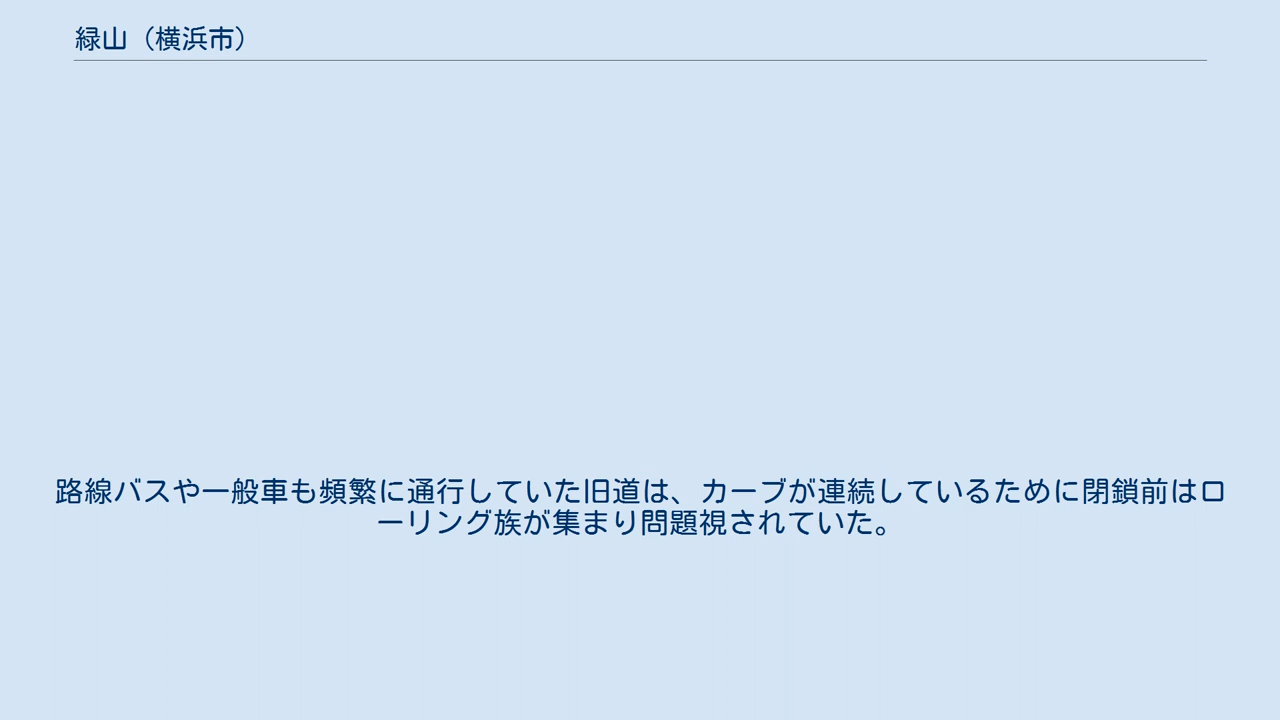 緑山（横浜市）
路線バスや一般車も頻繁に通行していた旧道は、カーブが連続しているために閉鎖前はロ
ーリング族が集まり問題視されていた。